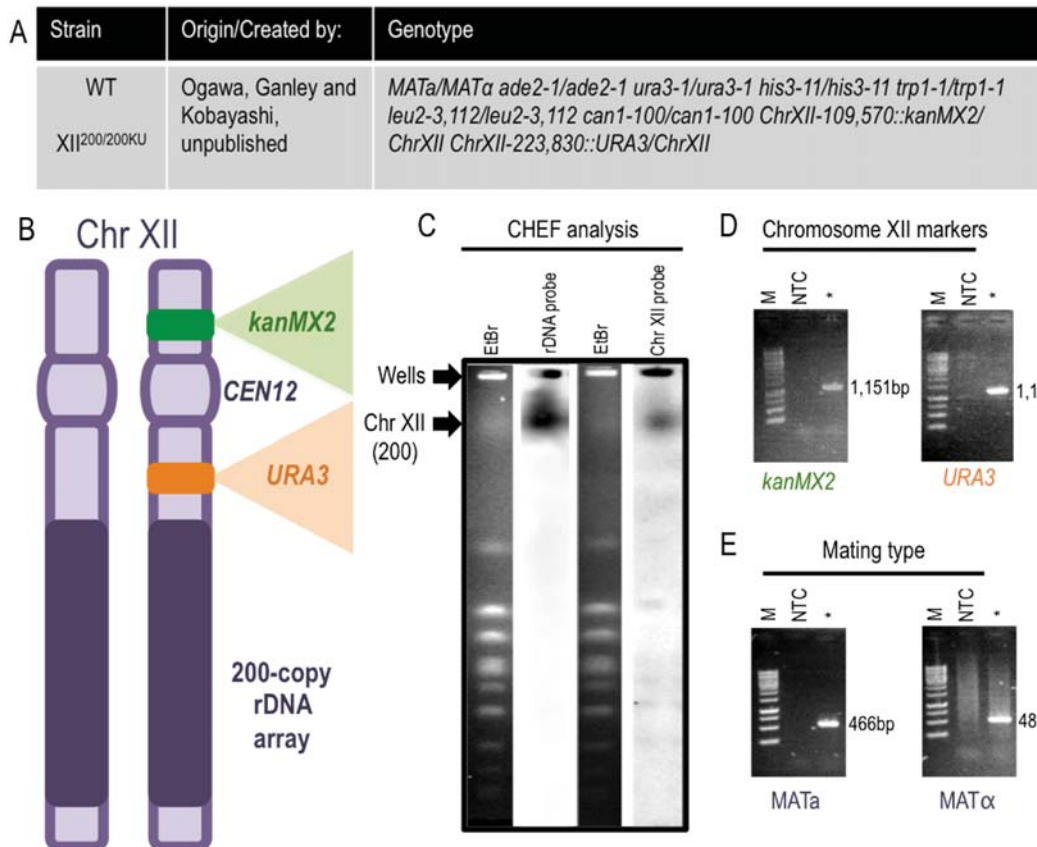 A
Strain Origin/Created by: Genotype
WT
XII200/200KU
Ogawa, Ganley and
Kobayashi,
unpublished
MATa/MATα ade2-1/ade2-1 ura3-1/ura3-1 his3-11/his3-11 trp1-1/trp1-1
leu2-3,112/leu2-3,112 can1-100/can1-100 ChrXII-109,570::kanMX2/
ChrXII ChrXII-223,830::URA3/ChrXII
B
Chr XII
kanMX2
CEN12
URA3
200-copy
rDNA
array
C
CHEF analysis
EtBr
rDNA probe
EtBr
Chr XII probe
Wells
Chr XII
(200)
D
Chromosome XII markers
M
NTC
*
1,151bp
kanMX2
M
NTC
*
1,1
URA3
E
Mating type
M
NTC
*
466bp
MATa
M
NTC
*
48
MATα